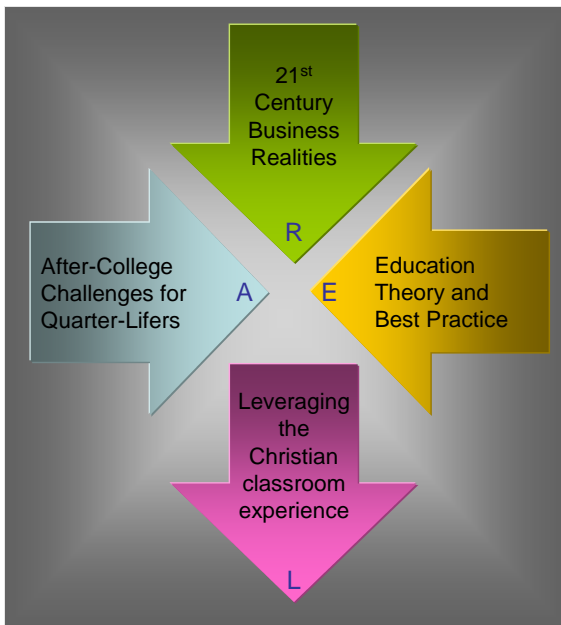 21st
Century
Business
Realities
R
After-College
Challenges for
Quarter-Lifers
A
E
Education
Theory and
Best Practice
Leveraging
the
Christian
classroom
experience
L